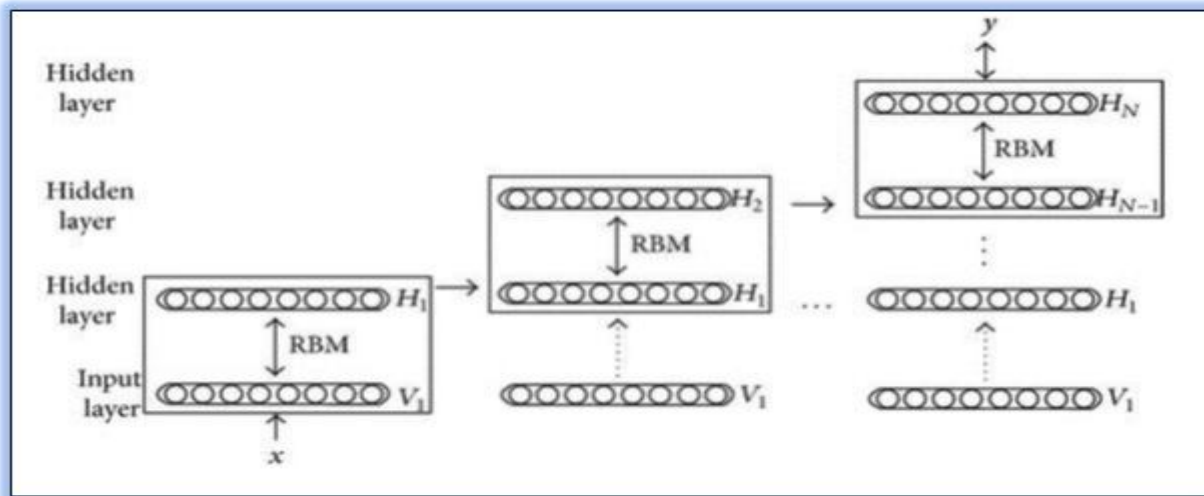 y
Hidden
layer
H_N
RBM
Hidden
layer
H_2
H_{N-1}
RBM
Hidden
layer
H_1
H_1
...
H_1
RBM
Input
layer
V_1
V_1
V_1
x